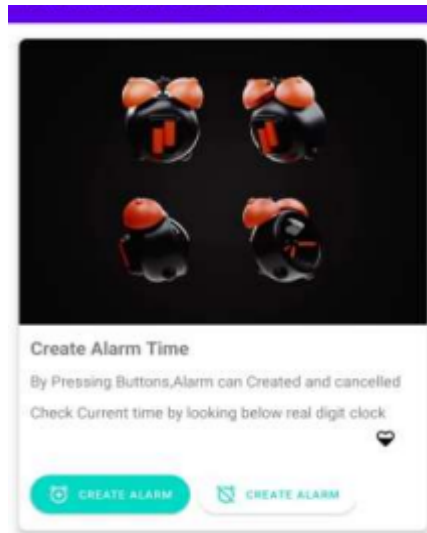 Create Alarm Time
By Pressing Buttons,Alarm can Created and cancelled
Check Current time by looking below real digit clock
CREATE ALARM CREATE ALARM